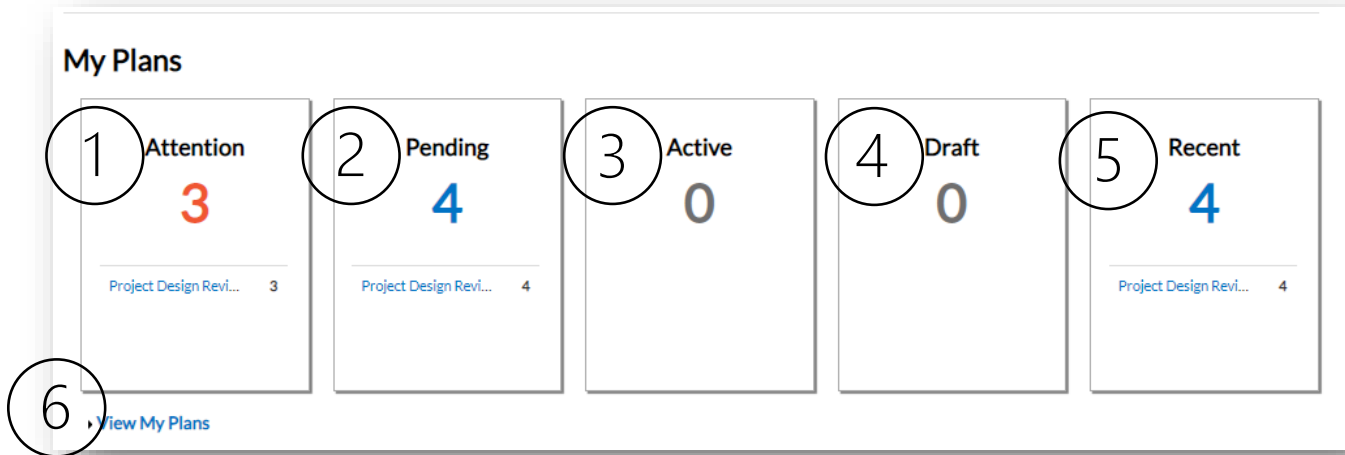 My Plans
1 Attention
3
Project Design Revi... 3
2 Pending
4
Project Design Revi... 4
3 Active
0
4 Draft
0
5 Recent
4
Project Design Revi... 4
6 View My Plans